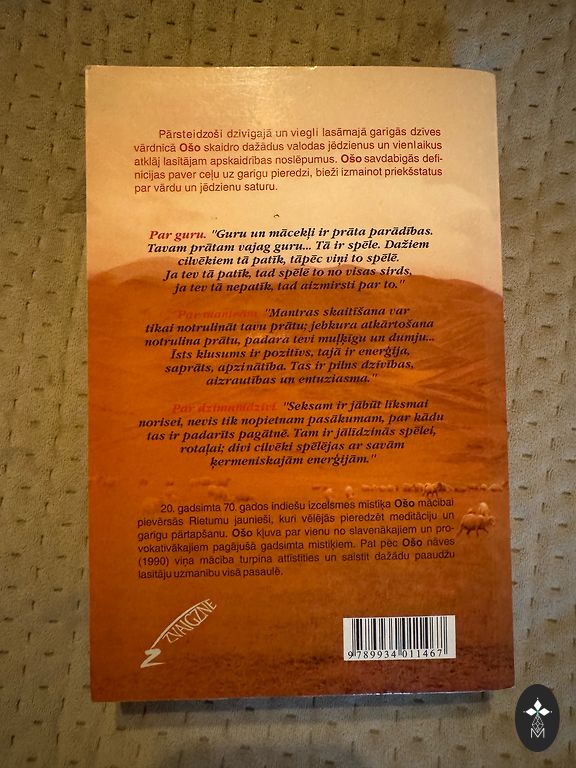 Pārsteidzoši dzīvīgajā un viegli lasāmajā garīgās dzīves
vārdnīcā Ošo skaidro dažādus valodas jēdzienus un vienlaikus
atklāj lasītājam apskaidrības noslēpumus. Ošo savdabīgās defi-
nīcijas paver ceļu uz garīgu pieredzi, bieži izmainot priekšstatus
par vārdu un jēdzienu saturu.
Par guru. "Guru un mācekļi ir prāta parādības.
Tavam prātam vajag guru... Tā ir spēle. Dažiem
cilvēkiem tā patīk, tāpēc viņi to spēlē.
Ja tev tā patīk, tad spēlē to no visas sirds,
ja tev tā nepatīk, tad aizmirsti par to."
Par mantrām. "Mantras skaitīšana var
tikai notrulināt tavu prātu; jebkura atkārtošana
notrulina prātu, padara tevi muļķīgu un dumju...
Īsts klusums ir pozitīvs, tajā ir enerģija,
saprāts, apzinātība. Tas ir pilns dzīvības,
aizrautības un entuziasma."
Par dzimumdzīvi. "Seksam ir jābūt līksmai
norisei, nevis tik nopietnam pasākumam, par kādu
tas ir padarīts pagātnē. Tam ir jālīdzinās spēlei,
rotaļai; divi cilvēki spēlējas ar savām
ķermeniskajām enerģijām."
20. gadsimta 70. gados indiešu izcelsmes mistiķa Ošo mācībai
pievērsās Rietumu jaunieši, kuri vēlējās pieredzēt meditāciju un
garīgu pārtapšanu. Ošo kļuva par vienu no slavenākajiem un pro-
vokatīvākajiem pagājušā gadsimta mistiķiem. Pat pēc Ošo nāves
(1990) viņa mācība turpina attīstīties un saistīt dažādu paaudžu
lasītāju uzmanību visā pasaulē.
ZVAIGZNE
9 789934 011467
M